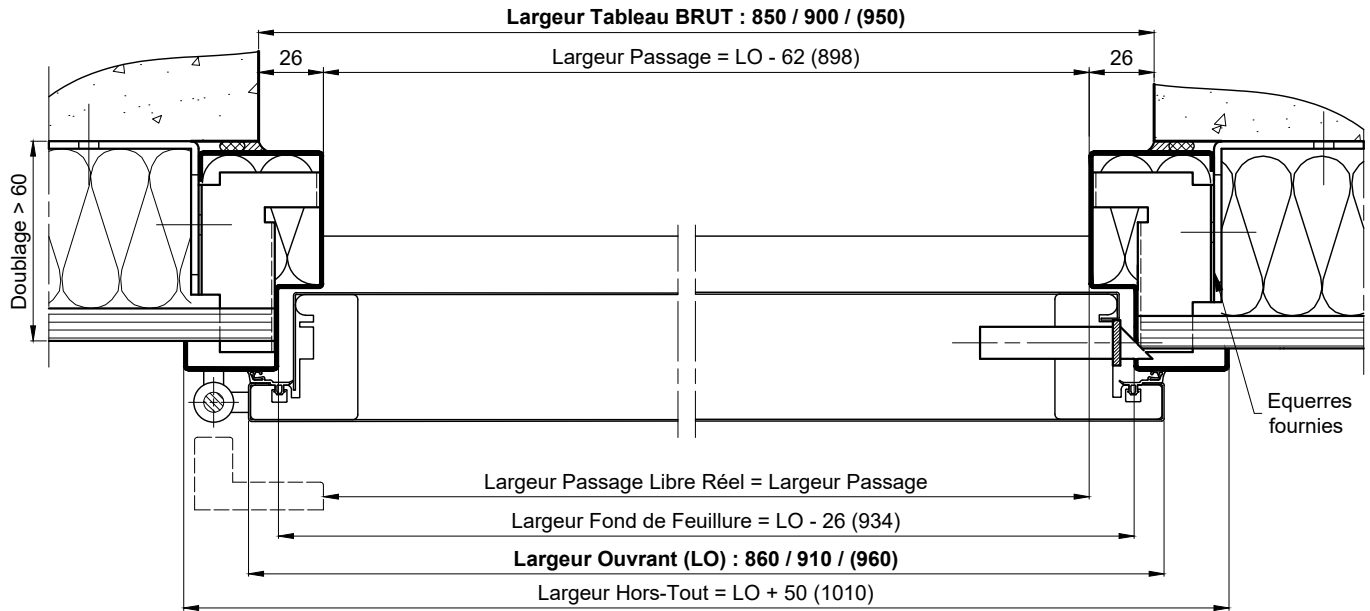 Largeur Tableau BRUT : 850 / 900 / (950)
26
Largeur Passage = LO - 62 (898)
26
Doublage > 60
Equerres
fournies
Largeur Passage Libre Réel = Largeur Passage
Largeur Fond de Feuillure = LO - 26 (934)
Largeur Ouvrant (LO) : 860 / 910 / (960)
Largeur Hors-Tout = LO + 50 (1010)